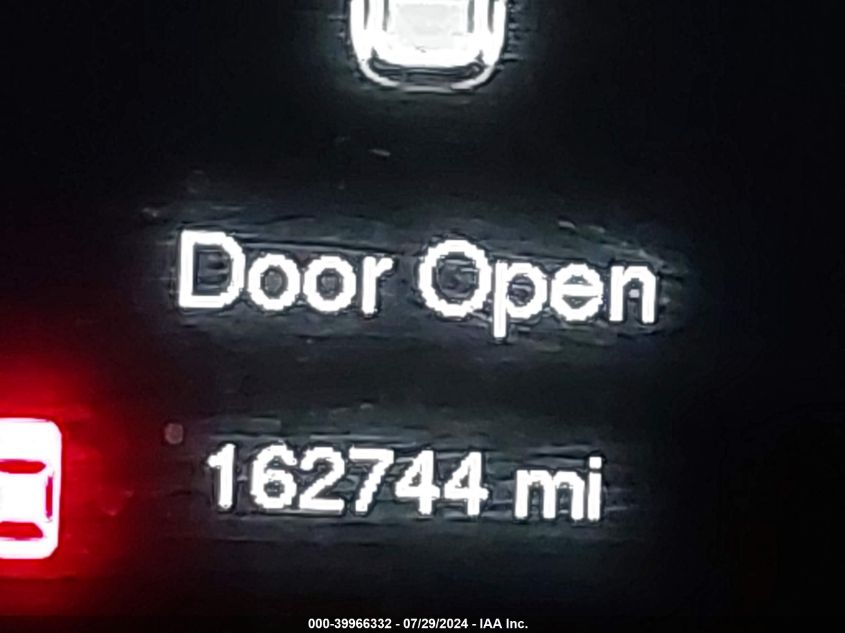 Door Open
162744 mi
000-39966332 - 07/29/2024 - IAA Inc.